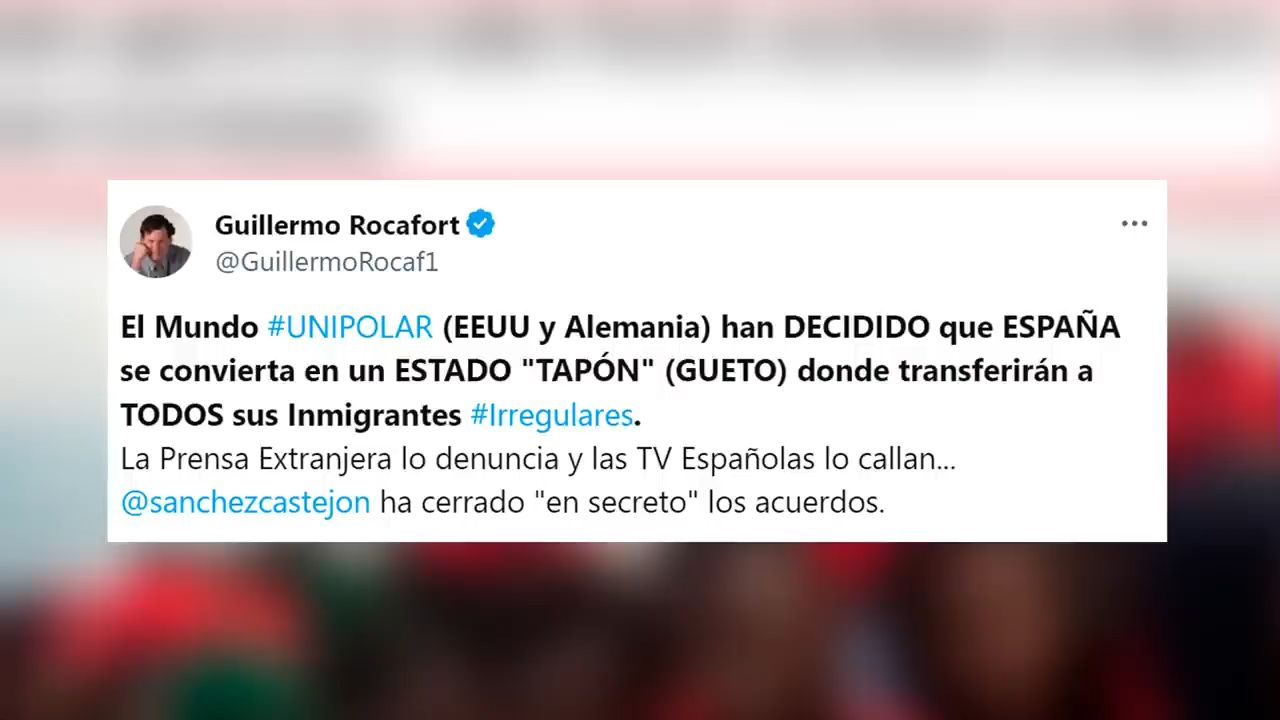 Guillermo Rocafort
@GuillermoRocaf1
El Mundo #UNIPOLAR (EEUU y Alemania) han DECIDIDO que ESPAÑA
se convierta en un ESTADO "TAPÓN" (GUETO) donde transferirán a
TODOS sus Inmigrantes #Irregulares.
La Prensa Extranjera lo denuncia y las TV Españolas lo callan...
@sanchezcastejon ha cerrado "en secreto" los acuerdos.